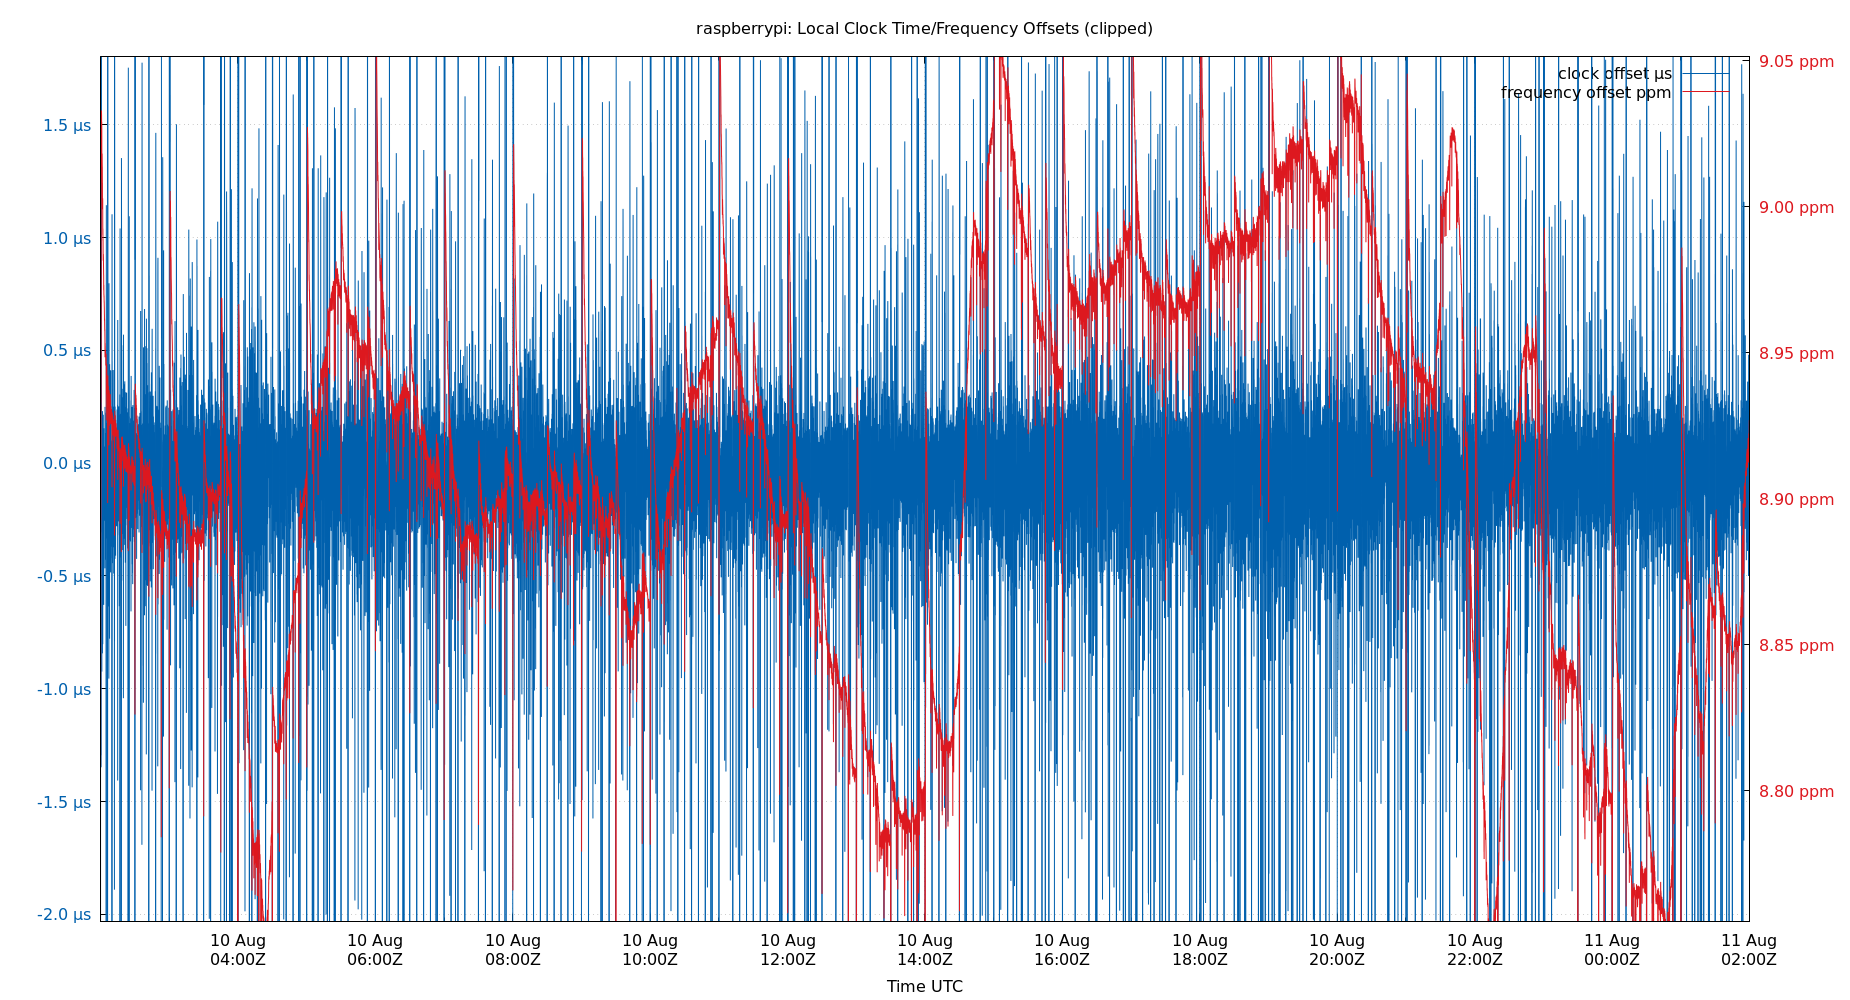 raspberrypi: Local Clock Time/Frequency Offsets (clipped)
clock offset µs
frequency offset ppm
1.5 µs
1.0 µs
0.5 µs
0.0 µs
-0.5 µs
-1.0 µs
-1.5 µs
-2.0 µs
9.05 ppm
9.00 ppm
8.95 ppm
8.90 ppm
8.85 ppm
8.80 ppm
10 Aug 10 Aug 10 Aug 10 Aug 10 Aug 10 Aug 10 Aug 10 Aug 10 Aug 10 Aug 11 Aug 11 Aug
04:00Z 06:00Z 08:00Z 10:00Z 12:00Z 14:00Z 16:00Z 18:00Z 20:00Z 22:00Z 00:00Z 02:00Z
Time UTC